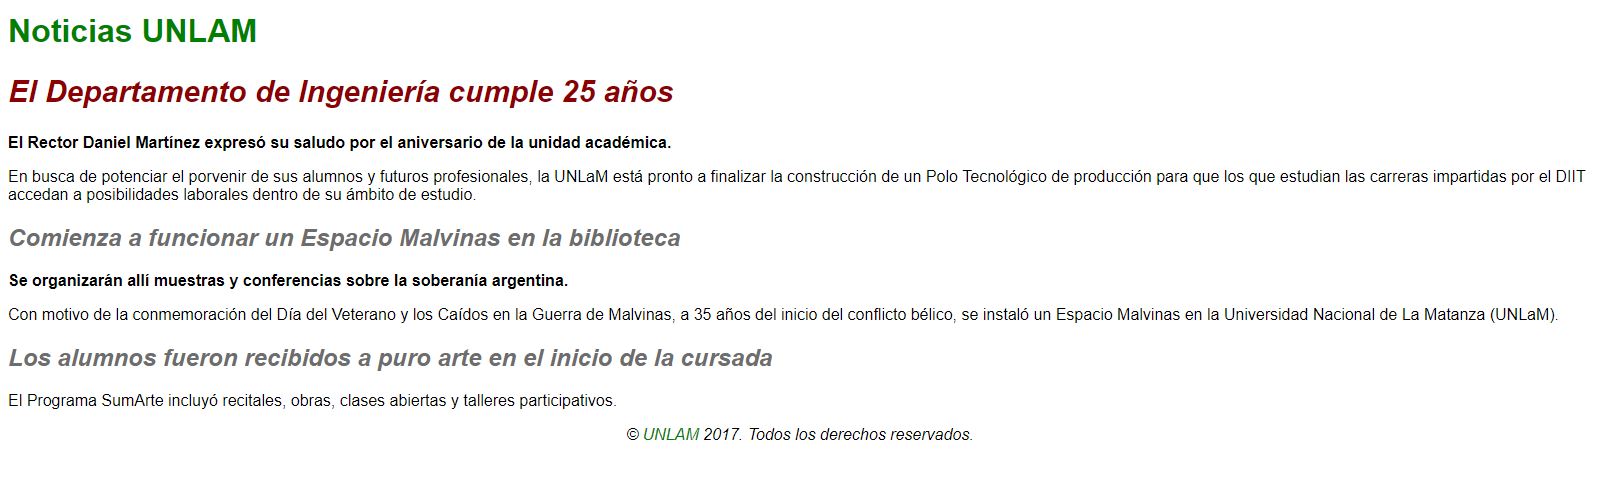 Noticias UNLAM
El Departamento de Ingeniería cumple 25 años
El Rector Daniel Martínez expresó su saludo por el aniversario de la unidad académica.
En busca de potenciar el porvenir de sus alumnos y futuros profesionales, la UNLaM está pronto a finalizar la construcción de un Polo Tecnológico de producción para que los que estudian las carreras impartidas por el DIIT
accedan a posibilidades laborales dentro de su ámbito de estudio.
Comienza a funcionar un Espacio Malvinas en la biblioteca
Se organizarán allí muestras y conferencias sobre la soberanía argentina.
Con motivo de la conmemoración del Día del Veterano y los Caídos en la Guerra de Malvinas, a 35 años del inicio del conflicto bélico, se instaló un Espacio Malvinas en la Universidad Nacional de La Matanza (UNLaM).
Los alumnos fueron recibidos a puro arte en el inicio de la cursada
El Programa SumArte incluyó recitales, obras, clases abiertas y talleres participativos.
© UNLAM 2017. Todos los derechos reservados.